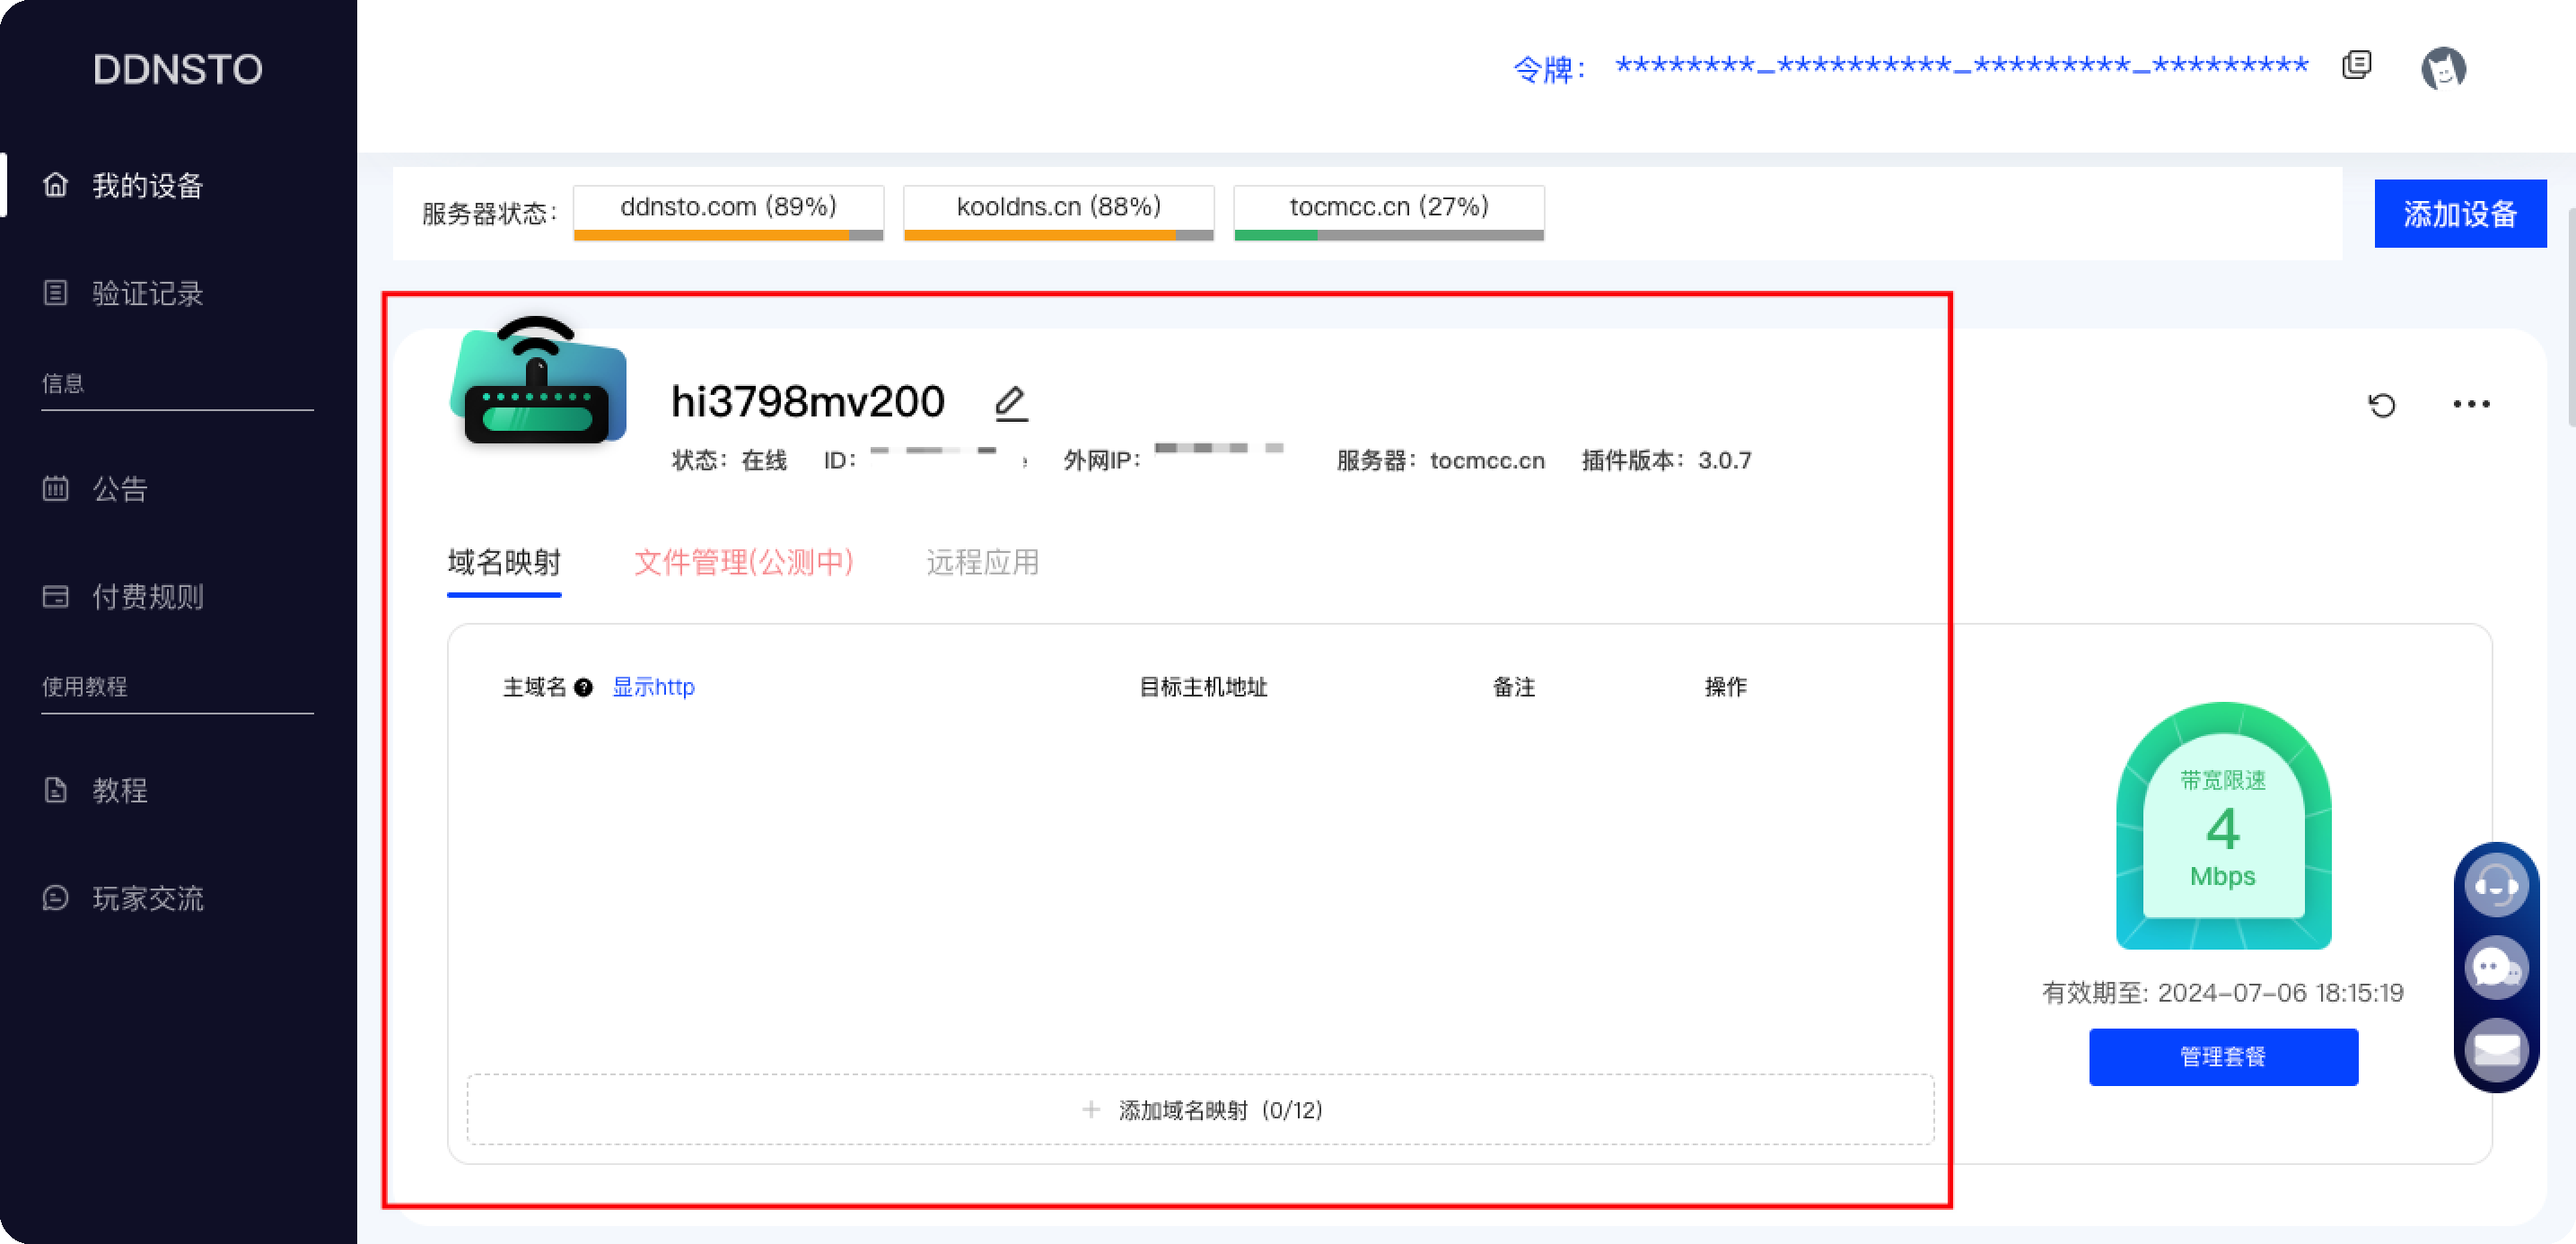 DDNSTO
令牌： ********_**********_*********_*********
我的设备
验证记录
信息
公告
付费规则
使用教程
教程
玩家交流
服务器状态： ddnsto.com (89%) kooldns.cn (88%) tocmcc.cn (27%)
添加设备
hi3798mv200
状态：在线 ID： 外网IP： 服务器：tocmcc.cn 插件版本：3.0.7
域名映射 文件管理(公测中) 远程应用
主域名 显示http 目标主机地址 备注 操作
带宽限速
4
Mbps
有效期至: 2024-07-06 18:15:19
管理套餐
+ 添加域名映射 (0/12)